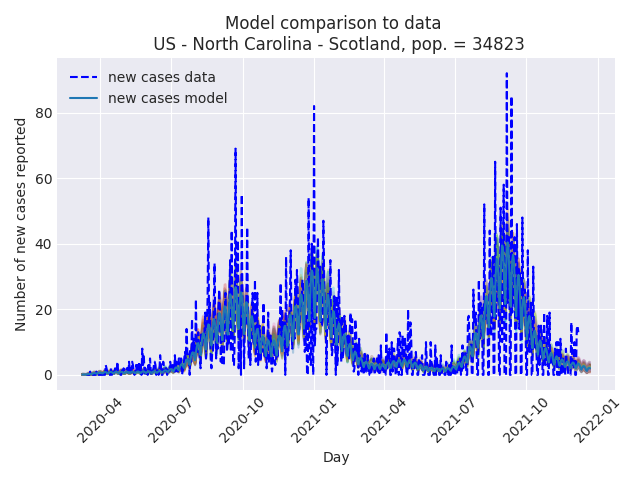 Model comparison to data
US - North Carolina - Scotland, pop. = 34823
new cases data
new cases model
Number of new cases reported
80
60
40
20
0
2020-04
2020-07
2020-10
2021-01
2021-04
2021-07
2021-10
2022-01
Day